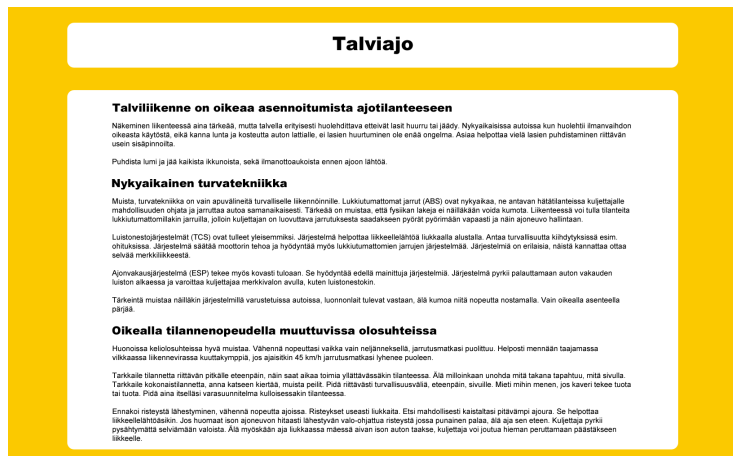 Talviajo
Talviliikenne on oikeaa asennoitumista ajotilanteeseen
Näkeminen liikenteessä aina tärkeää, mutta talvella erityisesti huolehdittava etteivät lasit huurru tai jäädy. Nykyaikaisissa autoissa kun huolehtii ilmanvaihdon
oikeasta käytöstä, eikä kanna lunta ja kosteutta auton lattialle, ei lasien huurtuminen ole enää ongelma. Asiaa helpottaa vielä lasien puhdistaminen riittävän
usein sisäpinnoilta.
Puhdista lumi ja jää kaikista ikkunoista, sekä ilmanottoaukoista ennen ajoon lähtöä.
Nykyaikainen turvatekniikka
Muista, turvatekniikka on vain apuvälineitä turvalliselle liikennöinnille. Lukkiutumattomat jarrut (ABS) ovat nykyaikaa, ne antavan hätätilanteissa kuljettajalle
mahdollisuuden ohjata ja jarruttaa autoa samanaikaisesti. Tärkeää on muistaa, että fysiikan lakeja ei näilläkään voida kumota. Liikenteessä voi tulla tilanteita
lukkiutumattomillakin jarruilla, jolloin kuljettajan on luovuttava jarrutuksesta saadakseen pyörät pyörimään vapaasti ja näin ajoneuvo hallintaan.
Luistonestojärjestelmät (TCS) ovat tulleet yleisemmiksi. Järjestelmä helpottaa liikkeellelähtöä liukkaalla alustalla. Antaa turvallisuutta kiihdytyksissä esim.
ohituksissa. Järjestelmä säätää moottorin tehoa ja hyödyntää myös lukkiutumattomien jarrujen järjestelmää. Järjestelmiä on erilaisia, näistä kannattaa ottaa
selvää merkkiliikkeestä.
Ajonvakausjärjestelmä (ESP) tekee myös kovasti tuloaan. Se hyödyntää edellä mainittuja järjestelmiä. Järjestelmä pyrkii palauttamaan auton vakauden
luiston alkaessa ja varoittaa kuljettajaa merkkivalon avulla, kuten luistonestokin.
Tärkeintä muistaa näilläkin järjestelmillä varustetuissa autoissa, luonnonlait tulevat vastaan, älä kumoa niitä nopeutta nostamalla. Vain oikealla asenteella
pärjää.
Oikealla tilannenopeudella muuttuvissa olosuhteissa
Huonoissa keliolosuhteissa hyvä muistaa. Vähennä nopeuttasi vaikka vain neljänneksellä, jarrutusmatkasi puolittuu. Helposti mennään taajamassa
vilkkaassa liikennevirassa kuuttakymppiä, jos ajaisitkin 45 km/h jarrutusmatkasi lyhenee puoleen.
Tarkkaile tilannetta riittävän pitkälle eteenpäin, näin saat aikaa toimia yllättävässäkin tilanteessa. Älä milloinkaan unohda mitä takana tapahtuu, mitä sivulla.
Tarkkaile kokonaistilannetta, anna katseen kiertää, muista peilit. Pidä riittävästi turvallisuusväliä, eteenpäin, sivuille. Mieti mihin menen, jos kaveri tekee tuota
tai tuota. Pidä aina itselläsi varasuunnitelma kulloisessakin tilanteessa.
Ennakoi risteystä lähestyminen, vähennä nopeutta ajoissa. Risteykset useasti liukkaita. Etsi mahdollisesti kaistaltasi pitävämpi ajoura. Se helpottaa
liikkeellelähtöäsikin. Jos huomaat ison ajoneuvon hitaasti lähestyvän valo-ohjattua risteystä jossa punainen palaa, älä aja sen eteen. Kuljettaja pyrkii
pysähtymättä selviämään valoista. Älä myöskään aja liukkaassa mäessä aivan ison auton taakse, kuljettaja voi joutua hieman peruttamaan päästäkseen
liikkeelle.